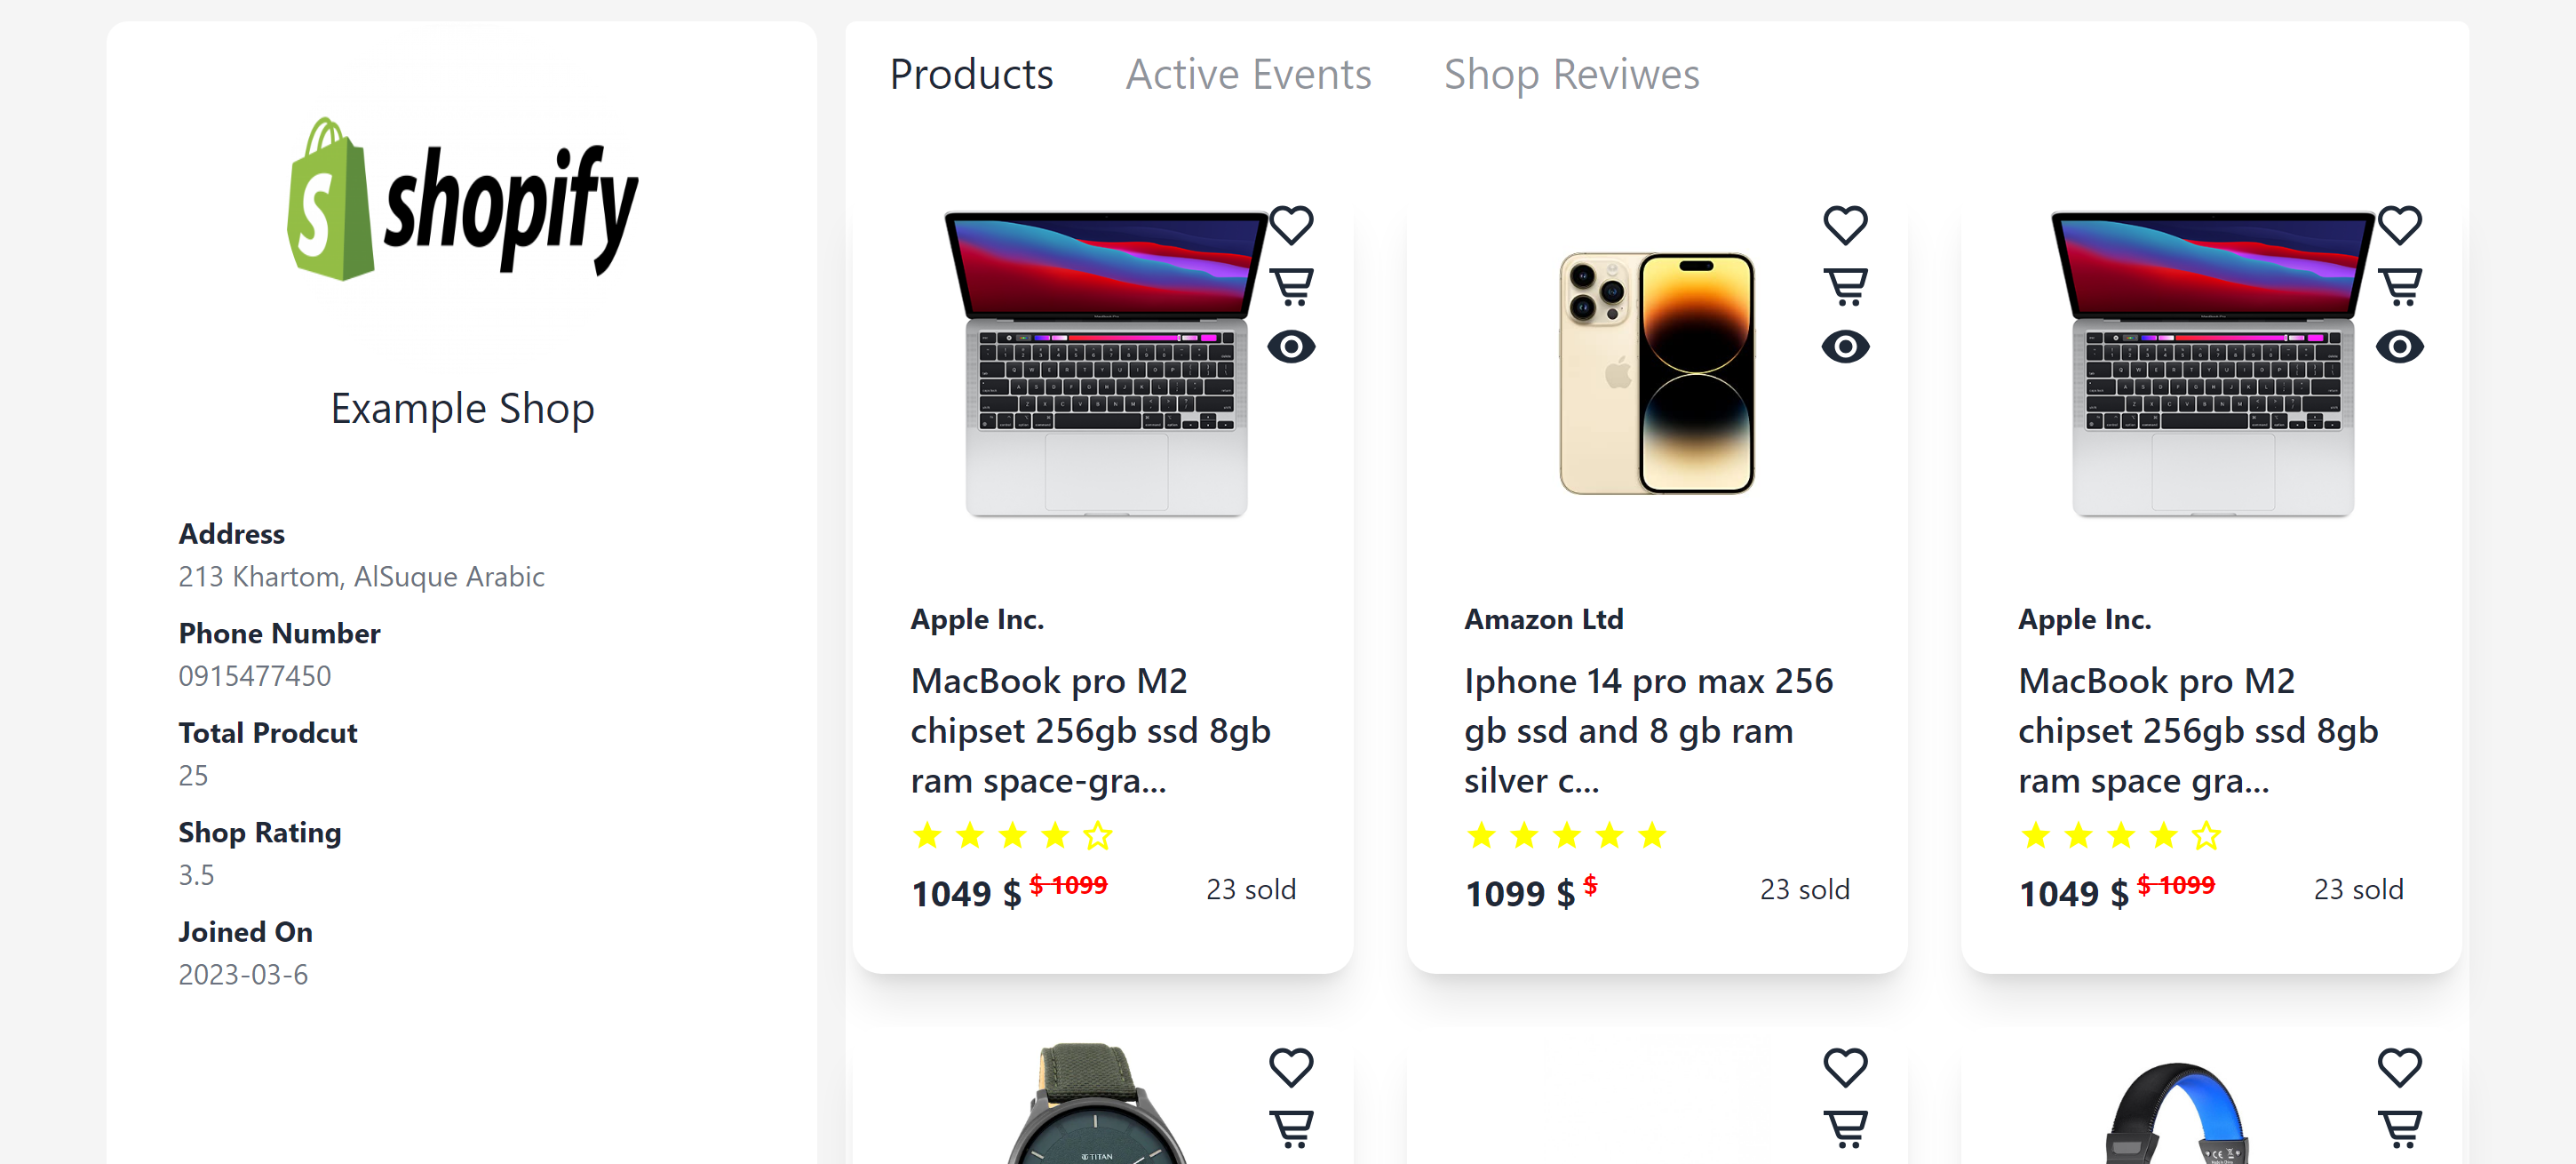 shopify
Example Shop
Address
213 Khartom, AlSuque Arabic
Phone Number
0915477450
Total Prodcut
25
Shop Rating
3.5
Joined On
2023-03-6
Products
Active Events
Shop Reviwes
Apple Inc.
MacBook pro M2
chipset 256gb ssd 8gb
ram space-gra...
1049 $ $ 1099
23 sold
Amazon Ltd
Iphone 14 pro max 256
gb ssd and 8 gb ram
silver c...
1099 $ $
23 sold
Apple Inc.
MacBook pro M2
chipset 256gb ssd 8gb
ram space gra...
1049 $ $ 1099
23 sold
TITAN